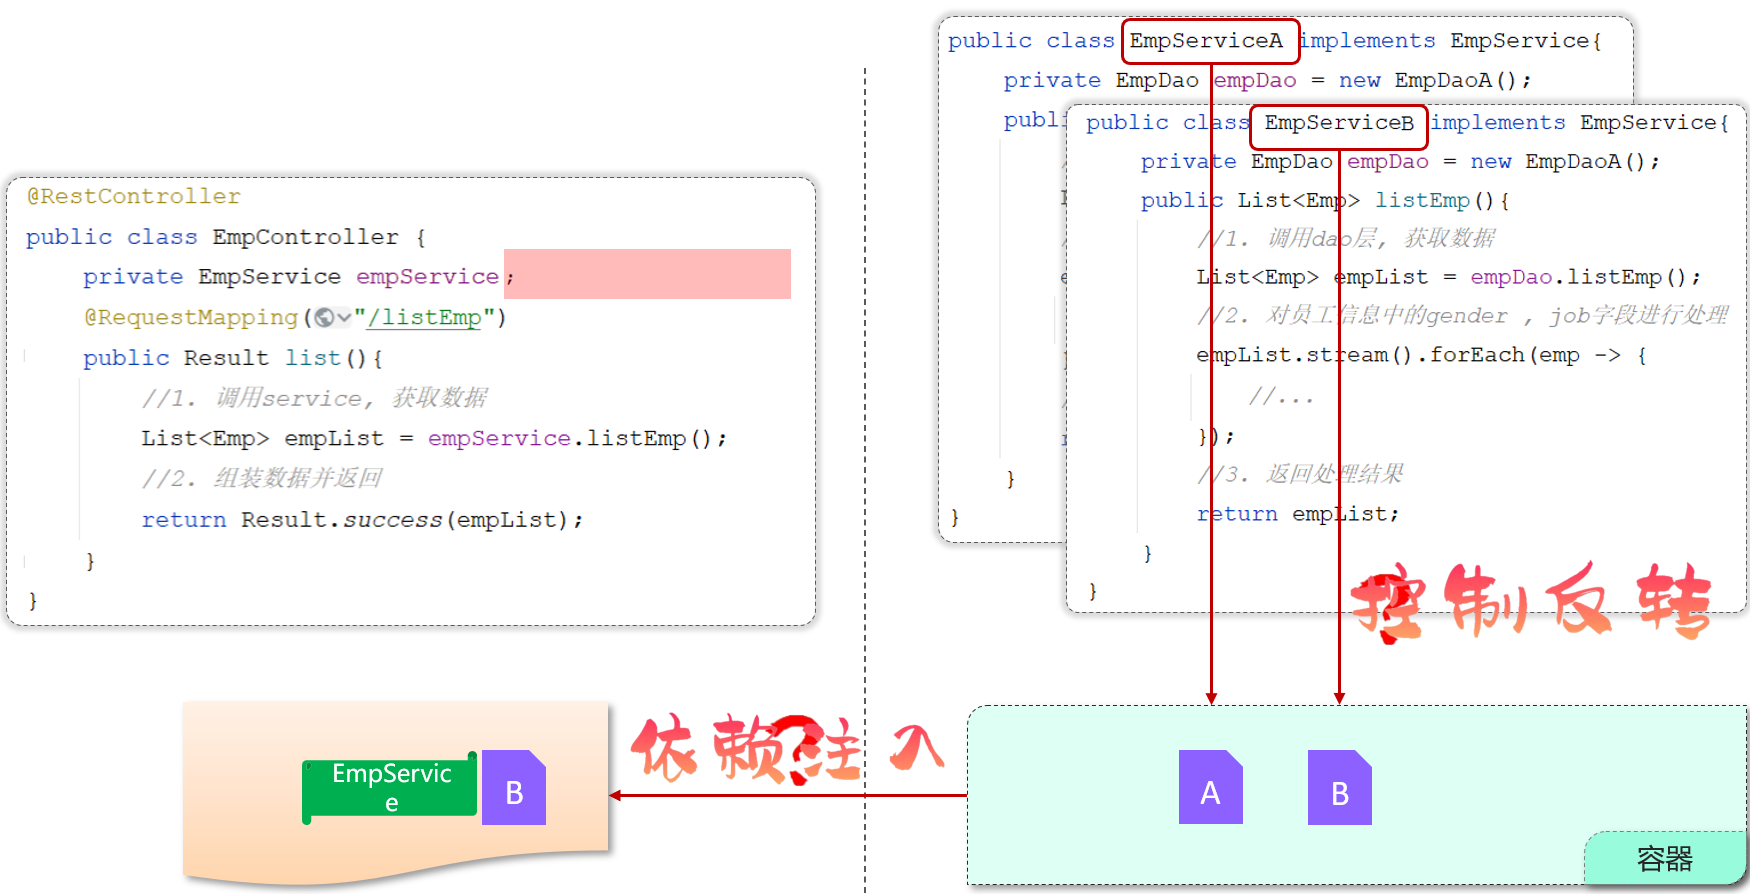 @RestController
public class EmpController {
private EmpService empService;
@RequestMapping("/listEmp")
public Result list(){
//1. 调用service, 获取数据
List<Emp> empList = empService.listEmp();
//2. 组装数据并返回
return Result.success(empList);
}
}
public class EmpServiceA implements EmpService{
private EmpDao empDao = new EmpDaoA();
publi
}
}
public class EmpServiceB implements EmpService{
private EmpDao empDao = new EmpDaoA();
public List<Emp> listEmp(){
//1. 调用dao层, 获取数据
List<Emp> empList = empDao.listEmp();
//2. 对员工信息中的gender , job字段进行处理
empList.stream().forEach(emp -> {
//...
});
//3. 返回处理结果
return empList;
}
}
控制反转
依赖注入
EmpServic
e
B
A
B
容器